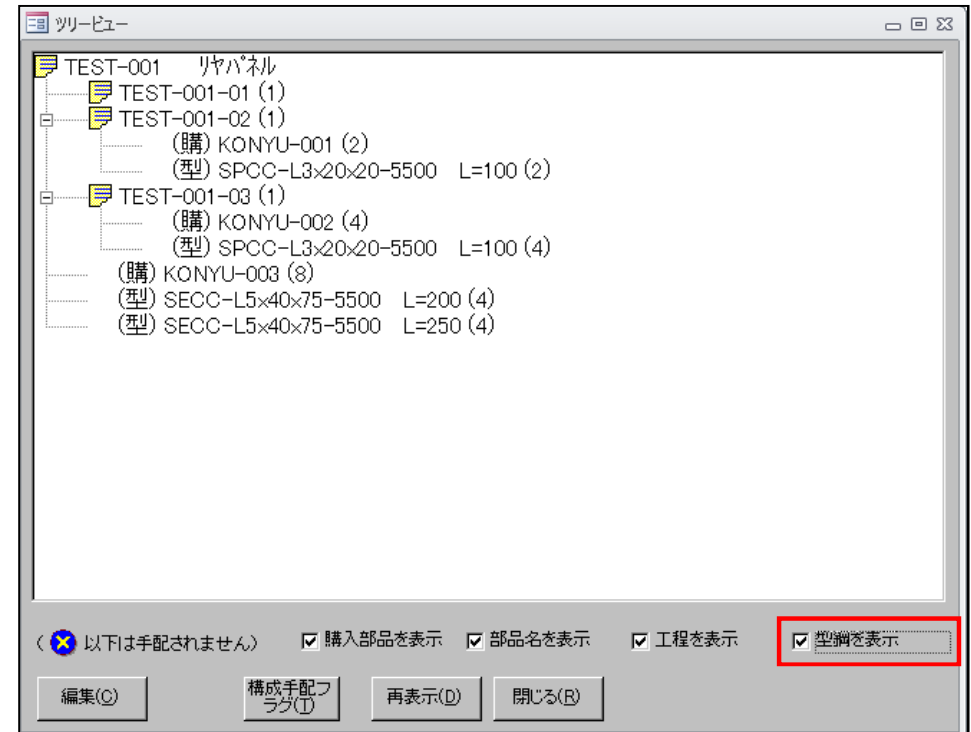 ツリービュー
TEST-001 リヤパネル
TEST-001-01 (1)
TEST-001-02 (1)
(購) KONYU-001 (2)
(型) SPCC-L3×20×20-5500 L=100 (2)
TEST-001-03 (1)
(購) KONYU-002 (4)
(型) SPCC-L3×20×20-5500 L=100 (4)
(購) KONYU-003 (8)
(型) SECC-L5×40×75-5500 L=200 (4)
(型) SECC-L5×40×75-5500 L=250 (4)
( 以下は手配されません) 購入部品を表示 部品名を表示 工程を表示 型鋼を表示
編集(C) 構成手配フ
ラグ(T) 再表示(D) 閉じる(R)